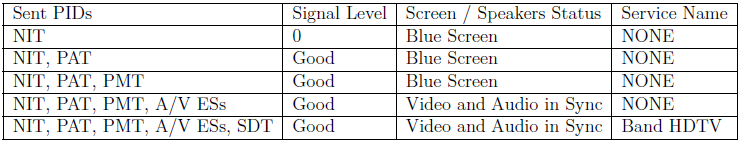 Sent PIDs Signal Level Screen / Speakers Status Service Name
NIT 0 Blue Screen NONE
NIT, PAT Good Blue Screen NONE
NIT, PAT, PMT Good Blue Screen NONE
NIT, PAT, PMT, A/V ESs Good Video and Audio in Sync NONE
NIT, PAT, PMT, A/V ESs, SDT Good Video and Audio in Sync Band HDTV